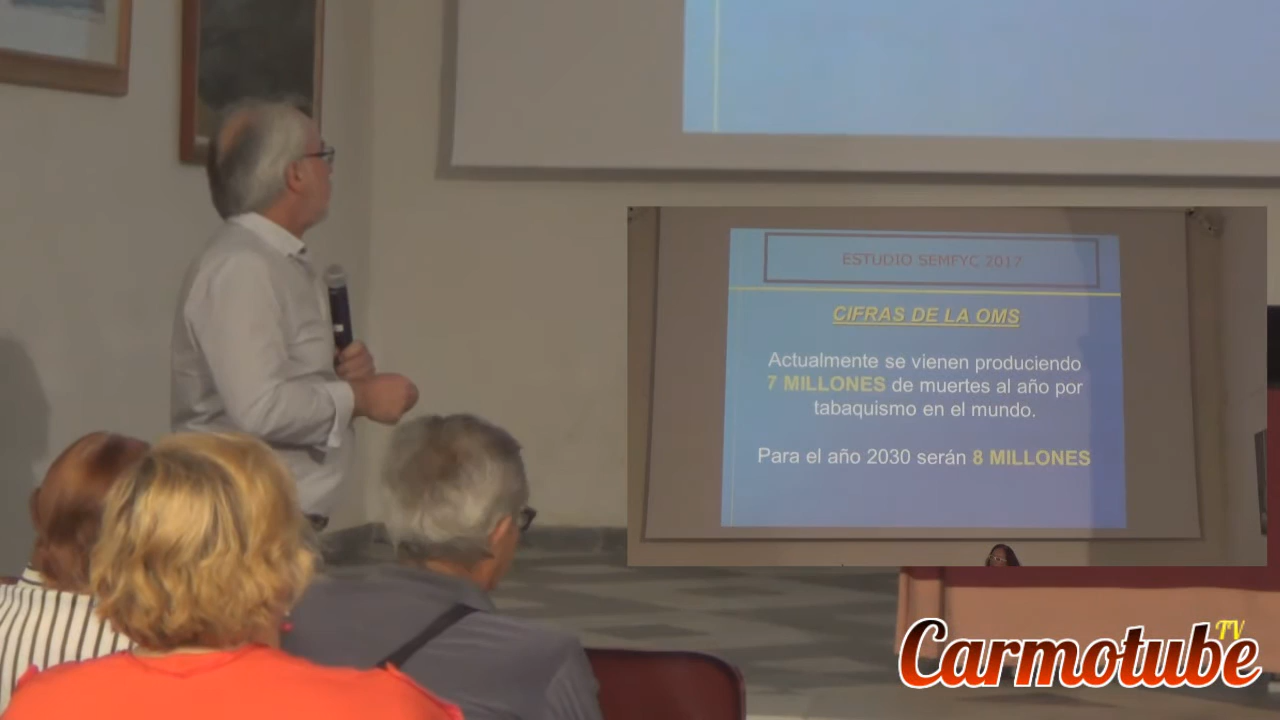 ESTUDIO SEMFYC 2017
CIFRAS DE LA OMS
Actualmente se vienen produciendo
7 MILLONES de muertes al año por
tabaquismo en el mundo.
Para el año 2030 serán 8 MILLONES
Carmotube TV